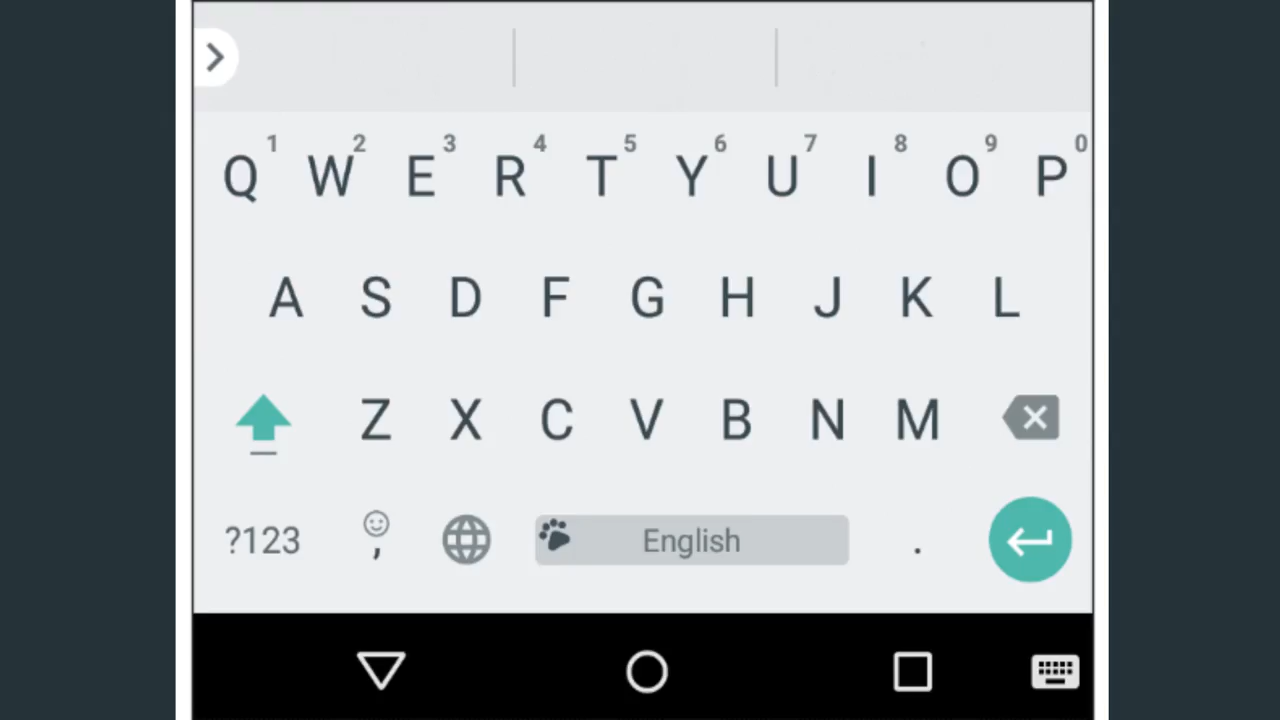 1 2 3 4 5 6 7 8 9 0
Q W E R T Y U I O P
A S D F G H J K L
Z X C V B N M
?123 , English .